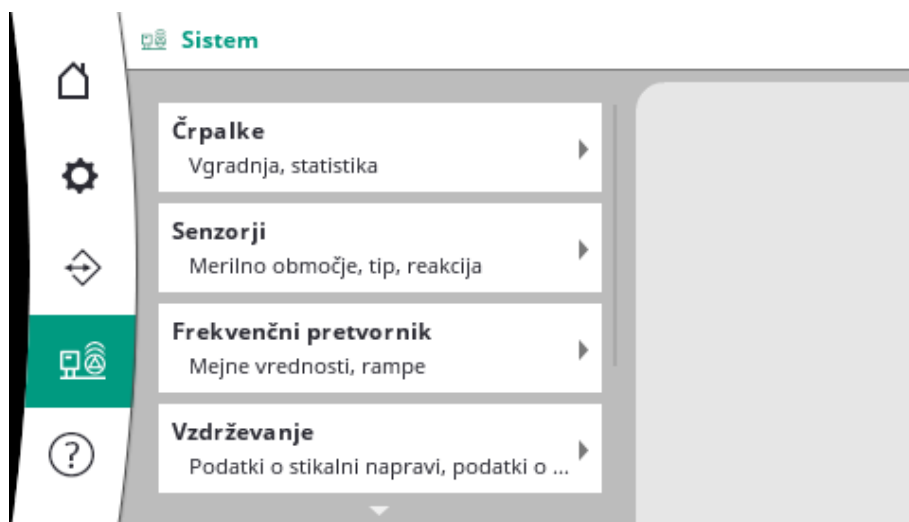 Sistem
Črpalke
Vgradnja, statistika
Senzorji
Merilno območje, tip, reakcija
Frekvenčni pretvornik
Mejne vrednosti, rampe
Vzdrževanje
Podatki o stikalni napravi, podatki o ...